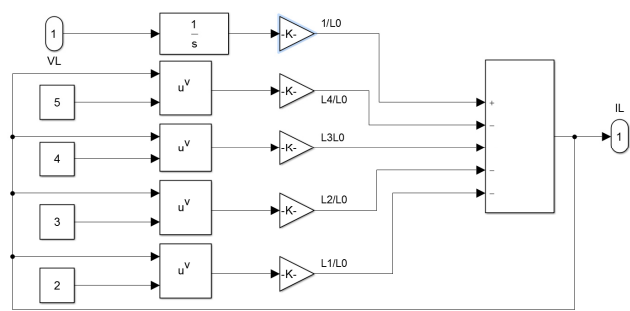 1
VL
1
s
-K-
1/L0
5
u^v
-K-
L4/L0
4
u^v
-K-
L3L0
3
u^v
-K-
L2/L0
2
u^v
-K-
L1/L0
+
−
−
−
IL
1